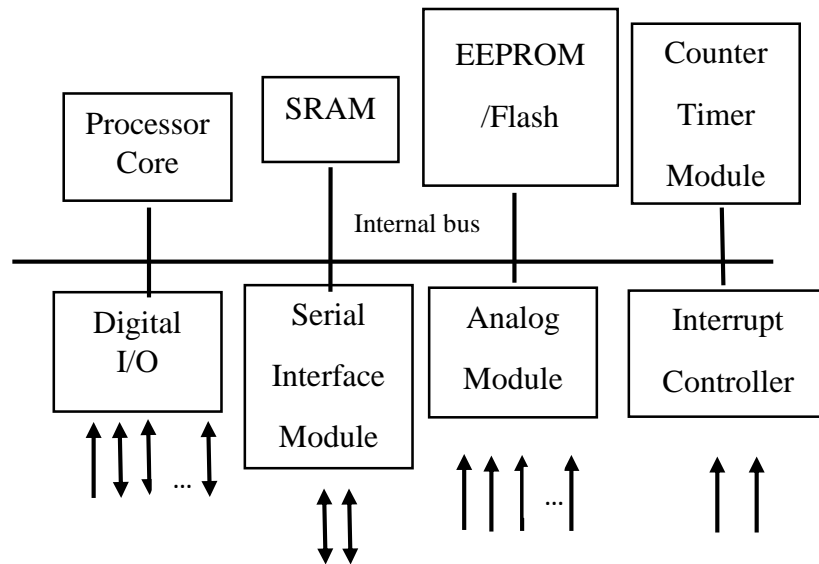 Processor
Core
SRAM
EEPROM
/Flash
Counter
Timer
Module
Internal bus
Digital
I/O
Serial
Interface
Module
Analog
Module
Interrupt
Controller
...
...